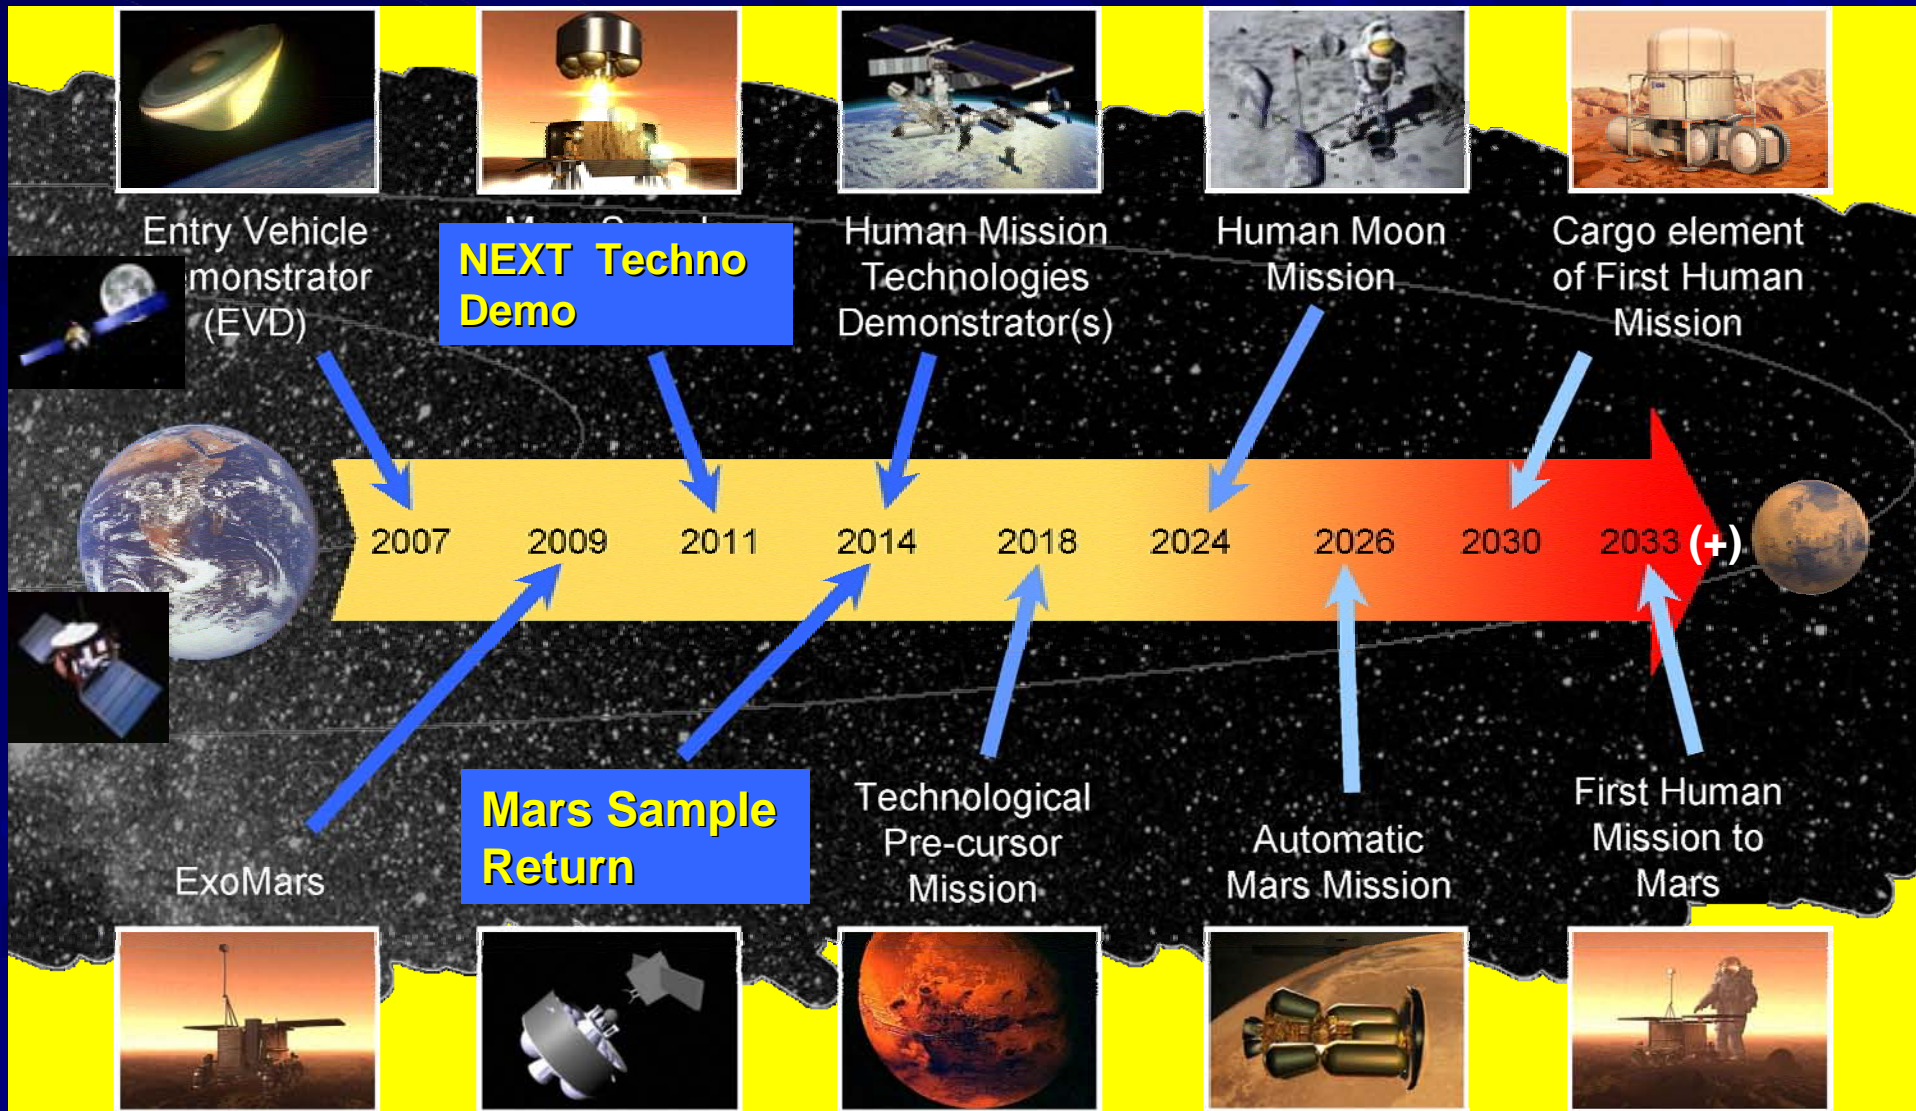 Entry Vehicle
(EVD)
NEXT Techno
Demo
Human Mission
Technologies
Demonstrator(s)
Human Moon
Mission
Cargo element
of First Human
Mission
2007 2009 2011 2014 2018 2024 2026 2030 2033 (+)
ExoMars
Mars Sample
Return
Technological
Pre-cursor
Mission
Automatic
Mars Mission
First Human
Mission to
Mars